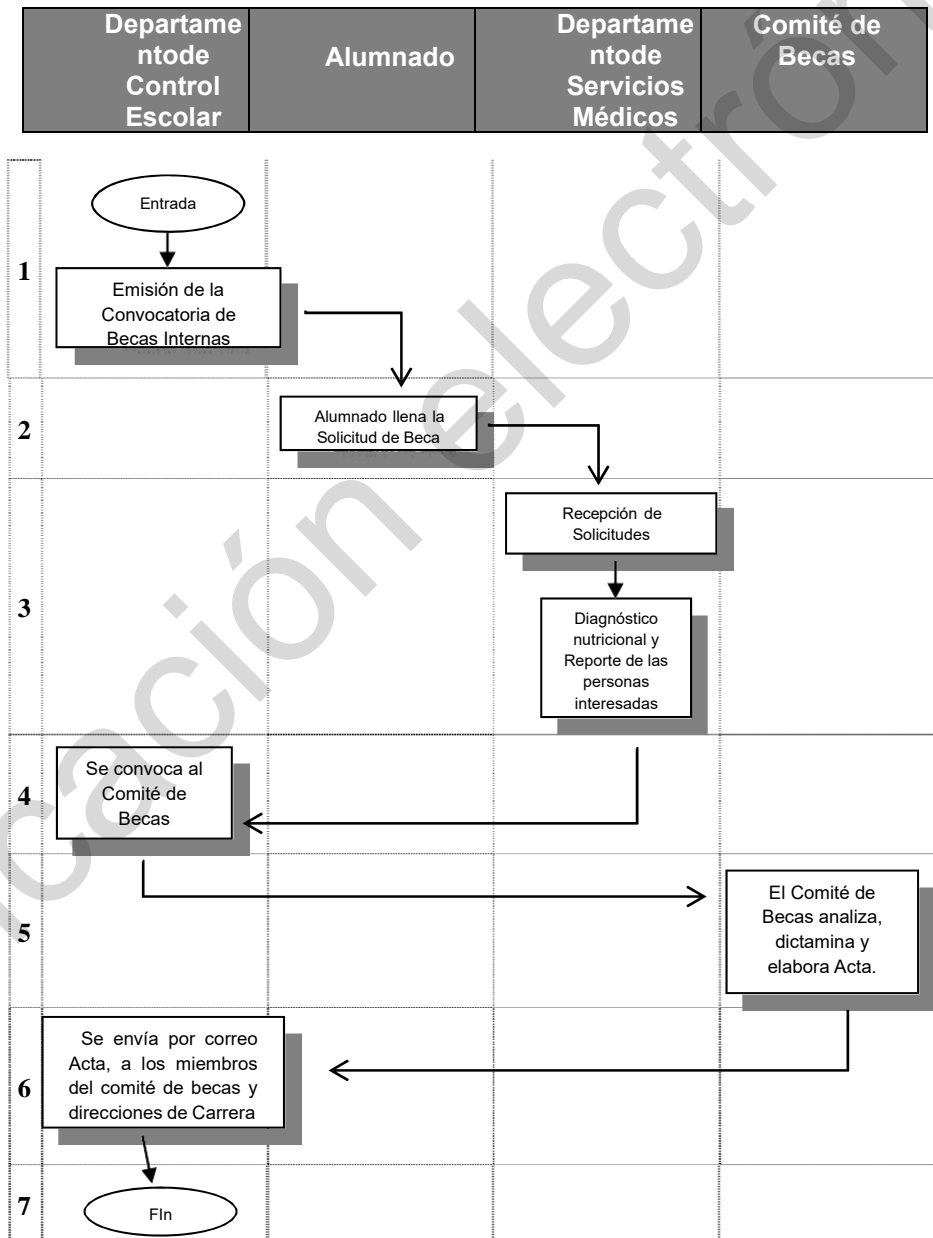 Departame
ntode
Control
Escolar
Alumnado
Departame
ntode
Servicios
Médicos
Comité de
Becas
Entrada
1
Emisión de la
Convocatoria de
Becas Internas
2
Alumnado llena la
Solicitud de Beca
Recepción de
Solicitudes
3
Diagnóstico
nutricional y
Reporte de las
personas
interesadas
4
Se convoca al
Comité de
Becas
5
El Comité de
Becas analiza,
dictamina y
elabora Acta.
6
Se envía por correo
Acta, a los miembros
del comité de becas y
direcciones de Carrera
7
FIn
icación electrón